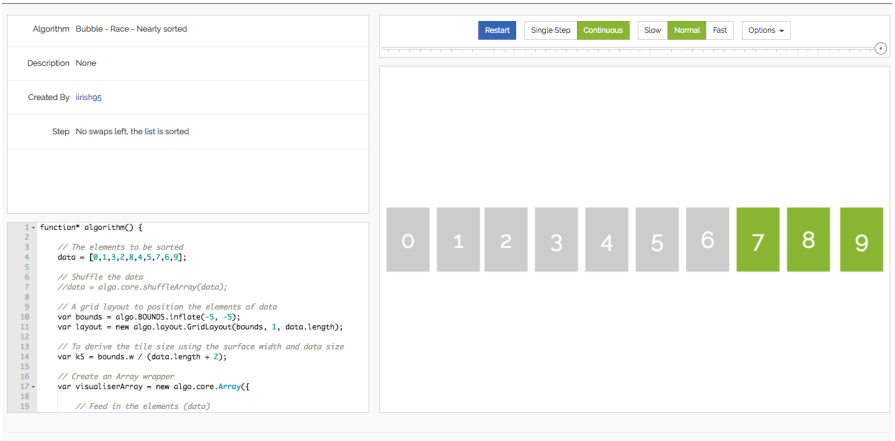 Algorithm Bubble - Race - Nearly sorted
Description None
Created By iirish95
Step No swaps left, the list is sorted
Restart Single Step Continuous Slow Normal Fast Options
0 1 2 3 4 5 6 7 8 9
1 function* algorithm() {
2
3 // The elements to be sorted
4 data = [0,1,3,2,8,4,5,7,6,9];
5
6 // Shuffle the data
7 //data = algo.core.shuffleArray(data);
8
9 // A grid layout to position the elements of data
10 var bounds = algo.BOUNDS.inflate(-5, -5);
11 var layout = new algo.layout.GridLayout(bounds, 1, data.length);
12
13 // To derive the tile size using the surface width and data size
14 var kS = bounds.w / (data.length + 2);
15
16 // Create an Array wrapper
17 var visualiserArray = new algo.core.Array({
18
19 // Feed in the elements (data)